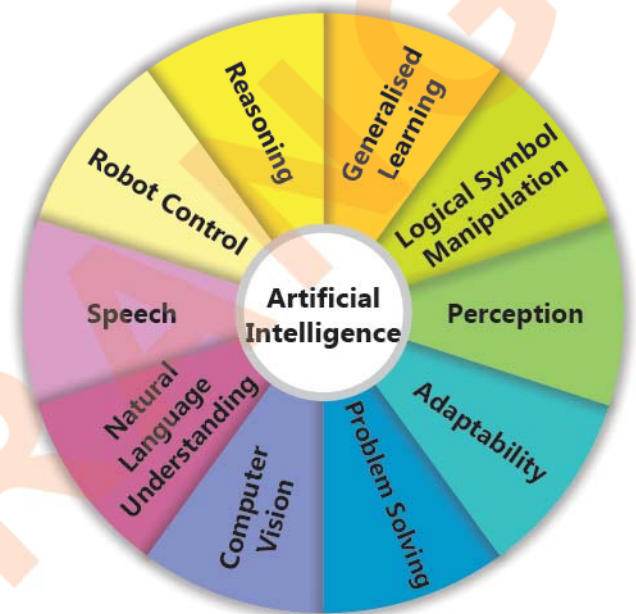 Artificial
Intelligence
Reasoning
Generalised
Learning
Logical Symbol
Manipulation
Perception
Adaptability
Problem Solving
Computer
Vision
Natural
Language
Understanding
Speech
Robot Control